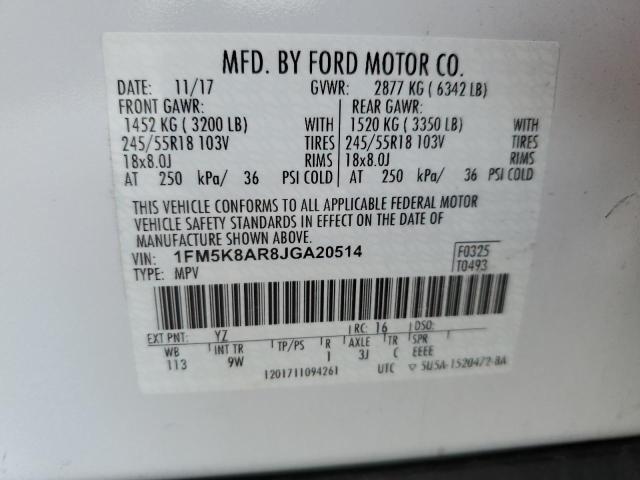 MFD. BY FORD MOTOR CO.
DATE: 11/17 GVWR: 2877 KG ( 6342 LB)
FRONT GAWR: REAR GAWR:
1452 KG ( 3200 LB) WITH 1520 KG ( 3350 LB) WITH
245/55R18 103V TIRES 245/55R18 103V TIRES
18x8.0J RIMS 18x8.0J RIMS
AT 250 kPa/ 36 PSI COLD AT 250 kPa/ 36 PSI COLD
THIS VEHICLE CONFORMS TO ALL APPLICABLE FEDERAL MOTOR
VEHICLE SAFETY STANDARDS IN EFFECT ON THE DATE OF
MANUFACTURE SHOWN ABOVE.
VIN: 1FM5K8AR8JGA20514 F0325
TYPE: MPV T0493
EXT PNT: YZ RC: 16 DSO:
WB INT TR TP/PS R AXLE TR SPR
113 9W 1 3J C EEEE
1201711094261 UTC ▽ 5U5A-1520472-BA